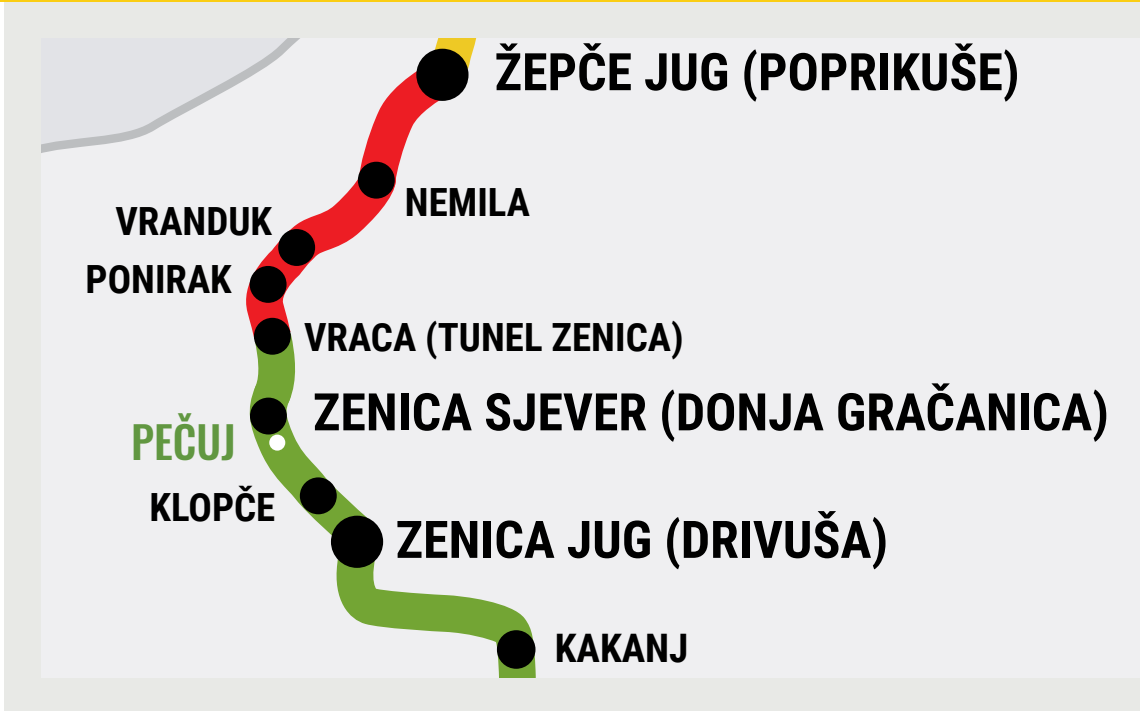 ŽEPČE JUG (POPRIKUŠE)
NEMILA
VRANDUK
PONIRAK
VRACA (TUNEL ZENICA)
ZENICA SJEVER (DONJA GRAČANICA)
PEČUJ
KLOPČE
ZENICA JUG (DRIVUŠA)
KAKANJ